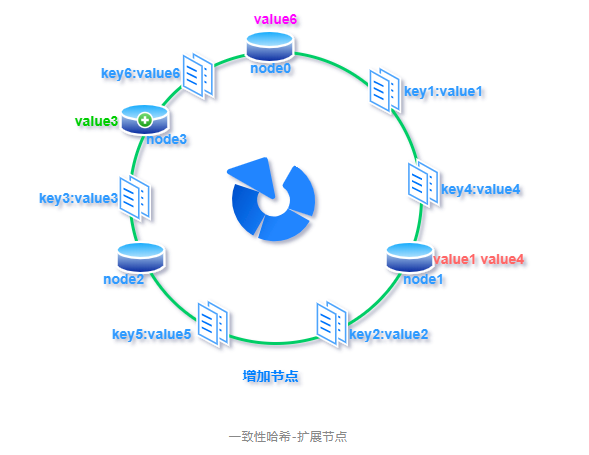 value6
node0
key6:value6
key1:value1
value3
node3
key3:value3
key4:value4
node2
value1 value4
node1
key5:value5
key2:value2
增加节点
一致性哈希-扩展节点